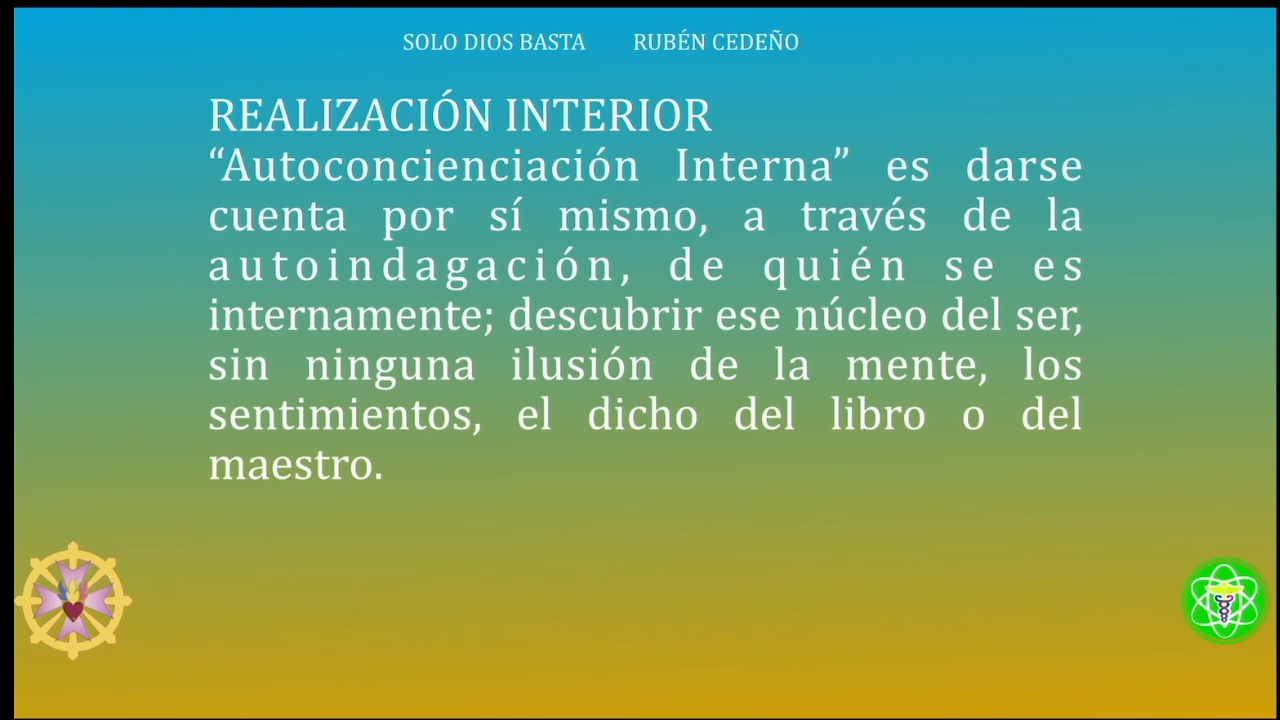 SOLO DIOS BASTA RUBÉN CEDEÑO
REALIZACIÓN INTERIOR
“Autoconcienciación Interna” es darse
cuenta por sí mismo, a través de la
autoindagación, de quién se es
internamente; descubrir ese núcleo del ser,
sin ninguna ilusión de la mente, los
sentimientos, el dicho del libro o del
maestro.